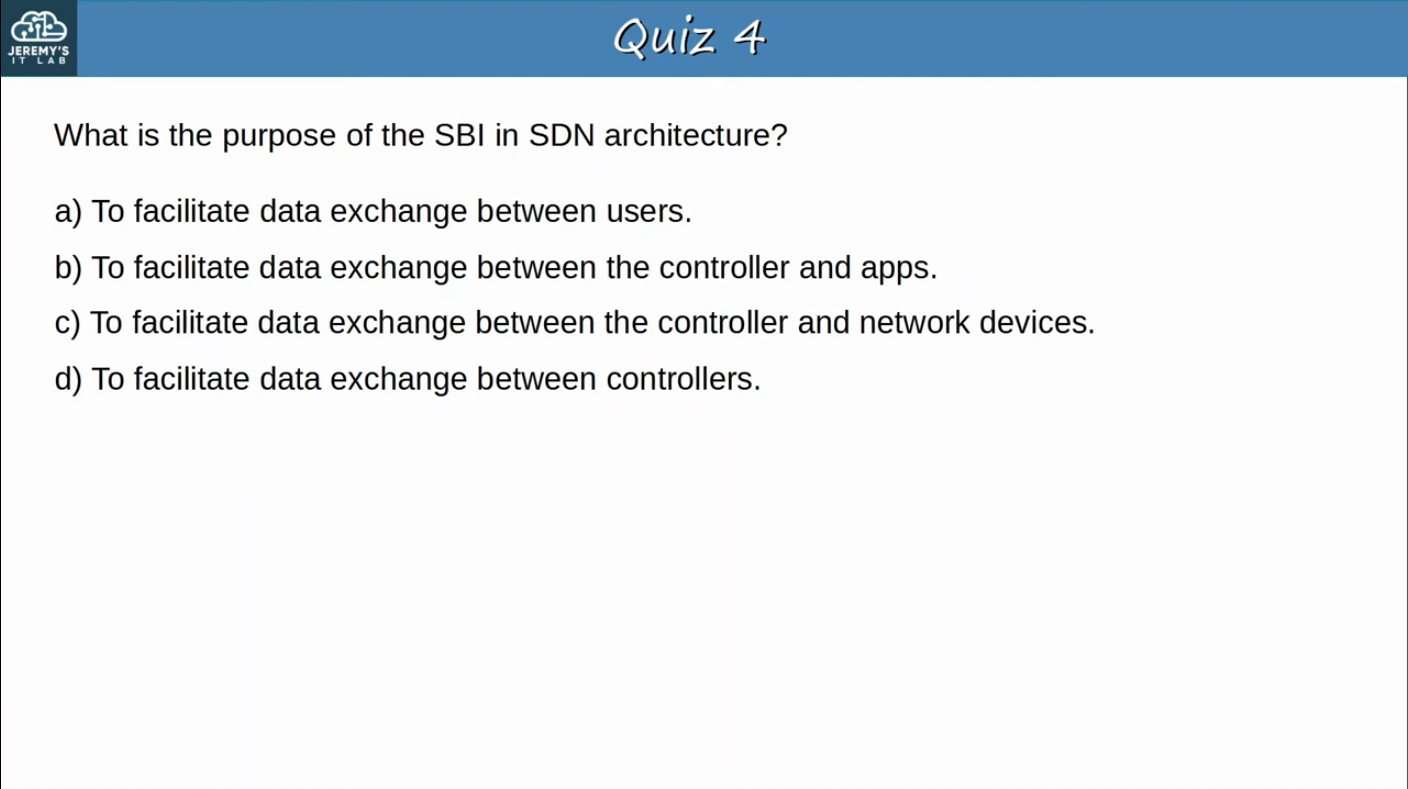 JEREMY'S
IT LAB
Quiz 4
What is the purpose of the SBI in SDN architecture?
a) To facilitate data exchange between users.
b) To facilitate data exchange between the controller and apps.
c) To facilitate data exchange between the controller and network devices.
d) To facilitate data exchange between controllers.